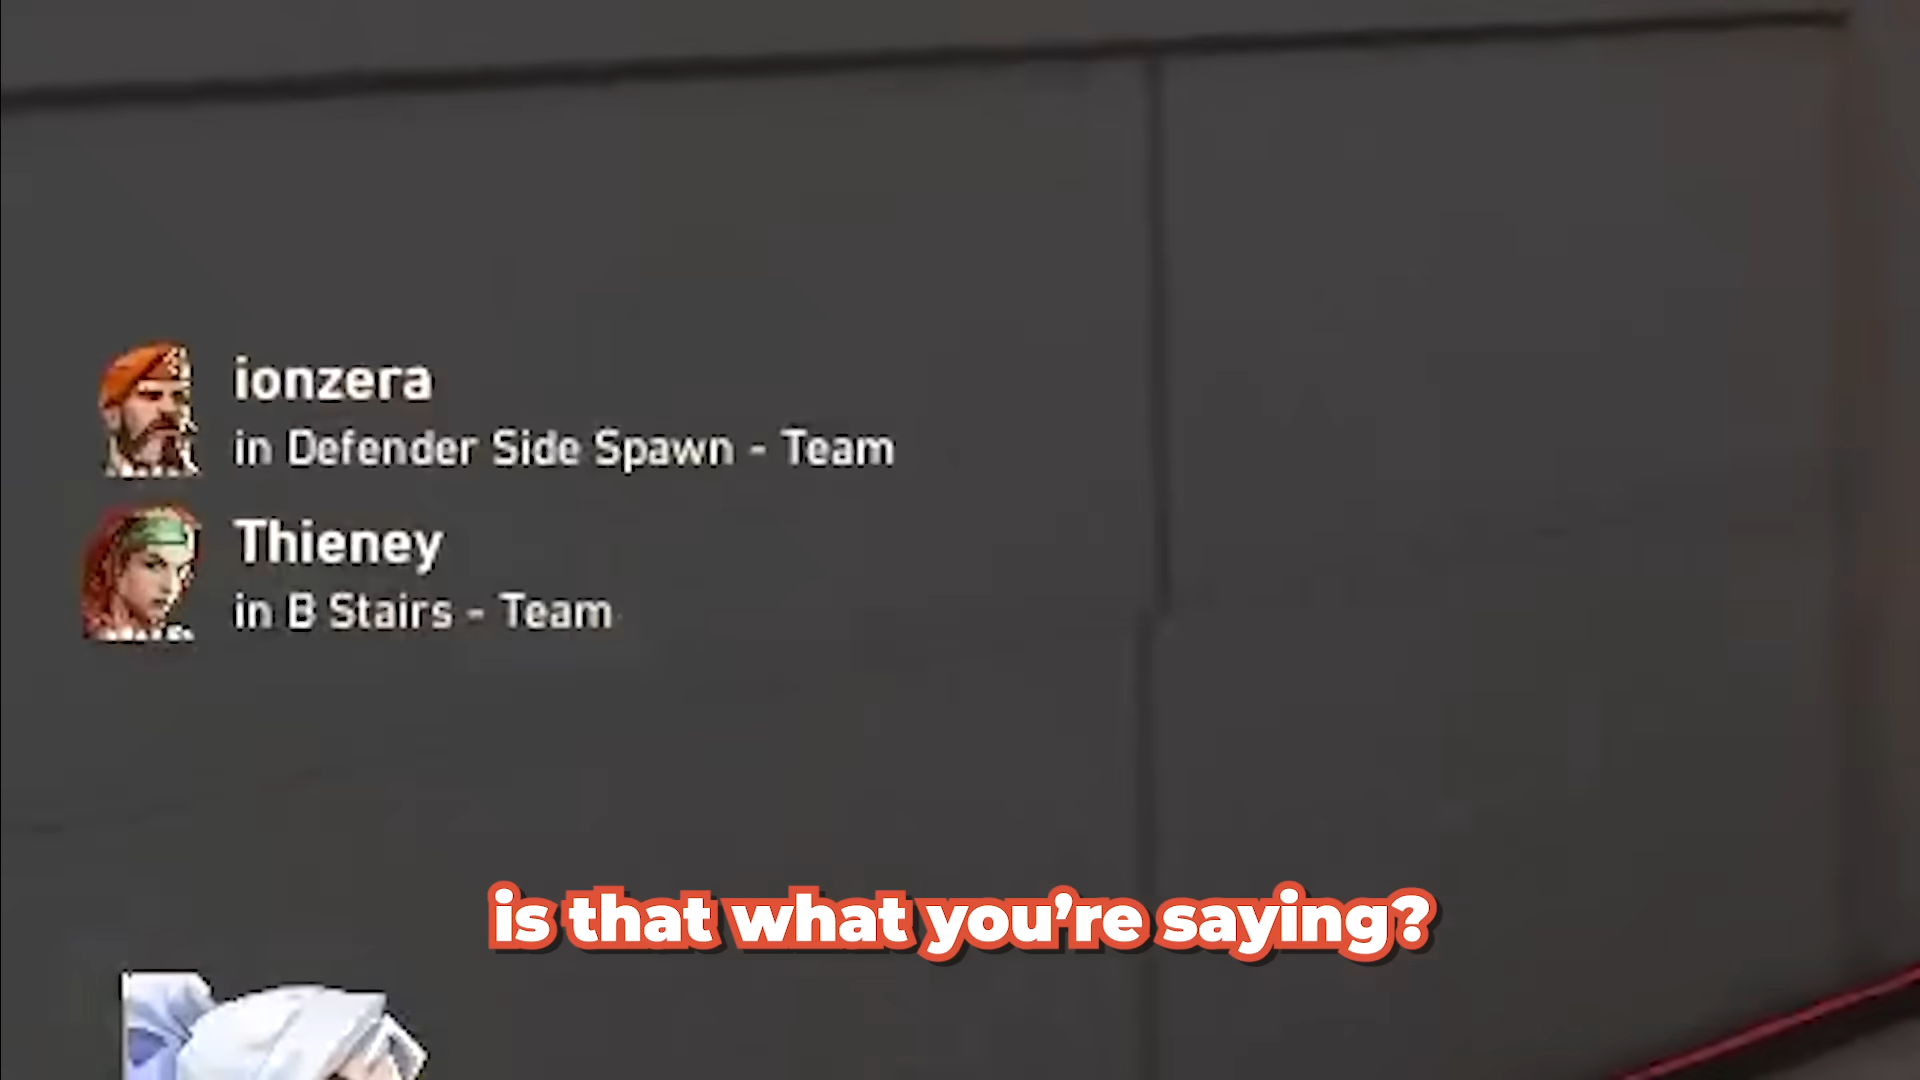 ionzera
in Defender Side Spawn - Team
Thieney
in B Stairs - Team
is that what you're saying?